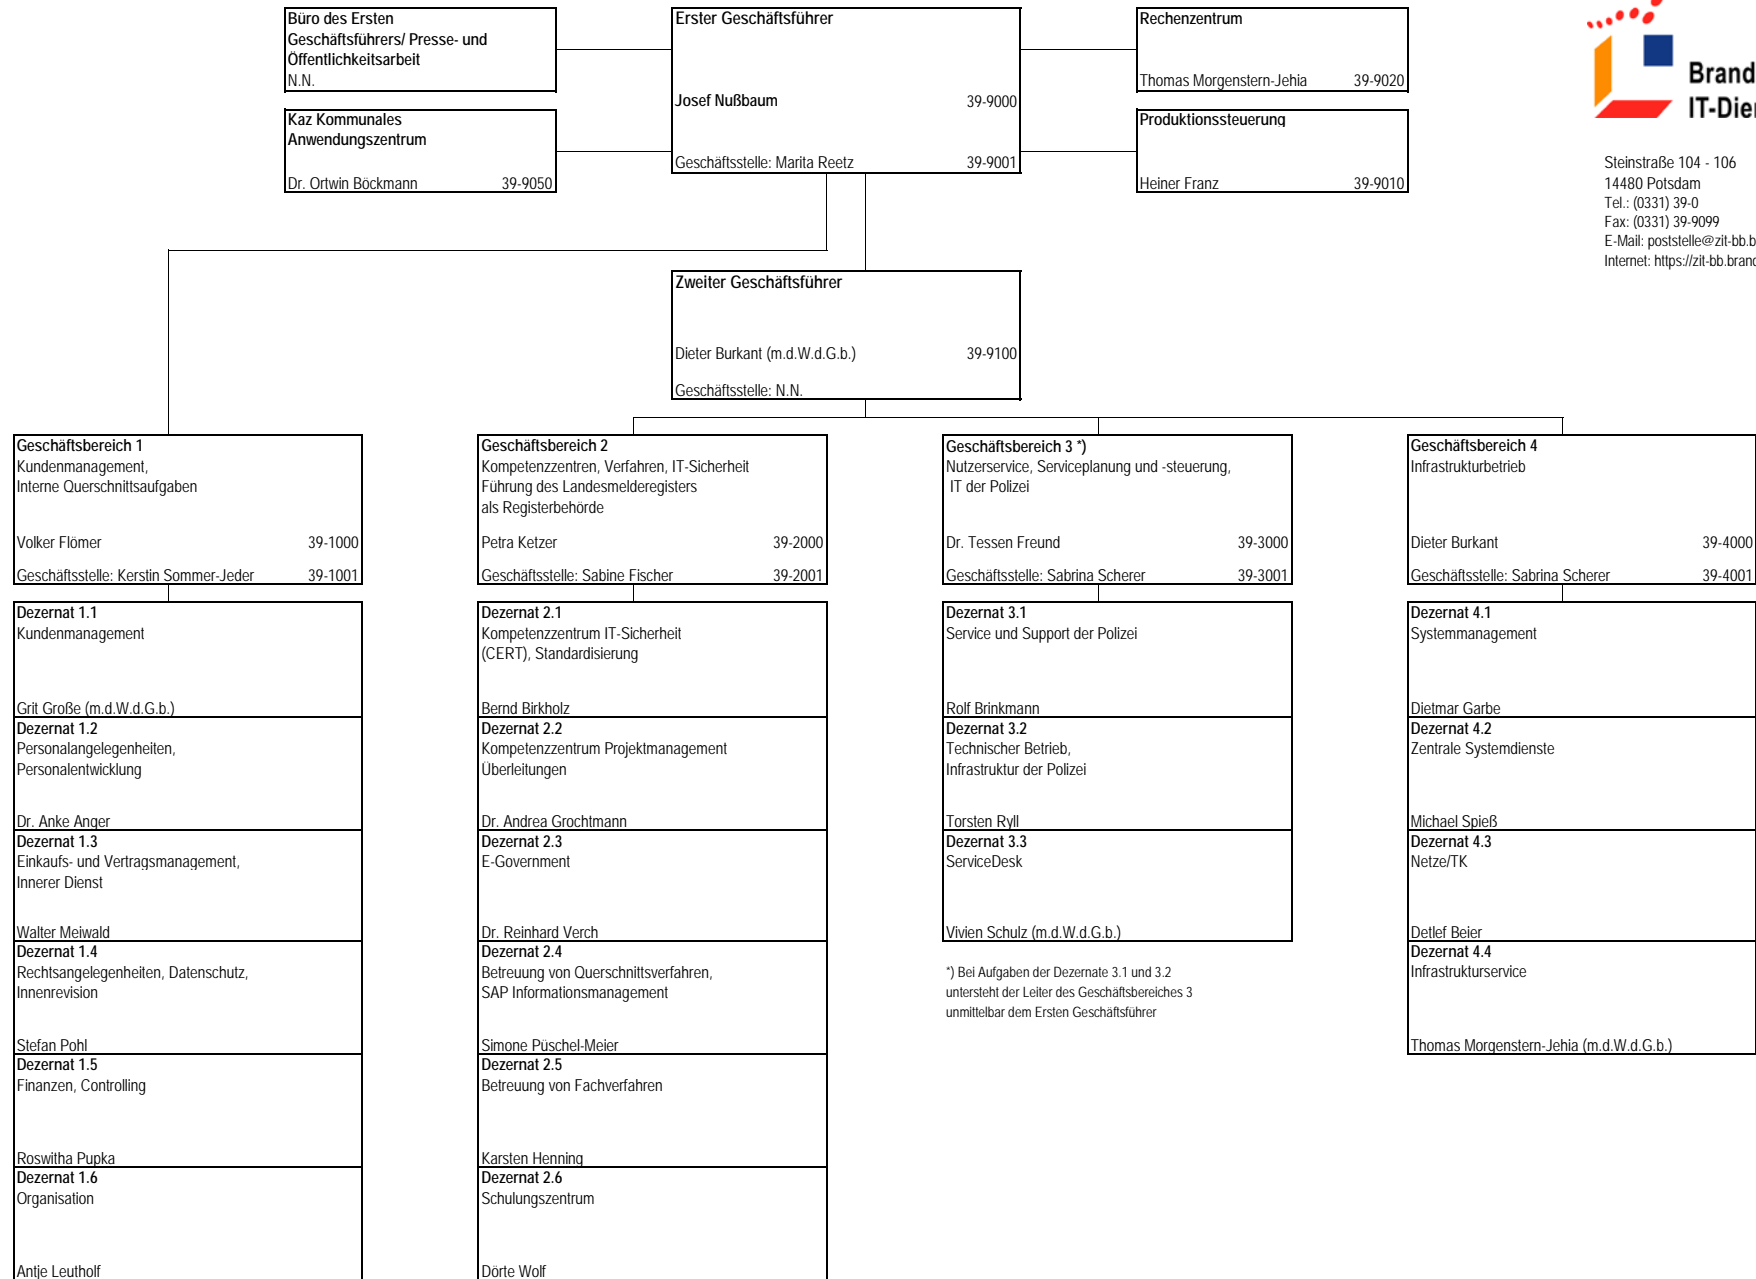 Büro des Ersten
Geschäftsführers/ Presse- und
Öffentlichkeitsarbeit
N.N.
Erster Geschäftsführer
Josef Nußbaum 39-9000
Geschäftsstelle: Marita Reetz 39-9001
Rechenzentrum
Thomas Morgenstern-Jehia 39-9020
Kaz Kommunales
Anwendungszentrum
Dr. Ortwin Böckmann 39-9050
Produktionssteuerung
Heiner Franz 39-9010
Steinstraße 104 - 106
14480 Potsdam
Tel.: (0331) 39-0
Fax: (0331) 39-9099
E-Mail:
Internet:
Zweiter Geschäftsführer
Dieter Burkant (m.d.W.d.G.b.) 39-9100
Geschäftsstelle: N.N.
Geschäftsbereich 1
Kundenmanagement,
Interne Querschnittsaufgaben
Volker Flömer 39-1000
Geschäftsstelle: Kerstin Sommer-Jeder 39-1001
Dezernat 1.1
Kundenmanagement
Grit Große (m.d.W.d.G.b.)
Dezernat 1.2
Personalangelegenheiten,
Personalentwicklung
Dr. Anke Anger
Dezernat 1.3
Einkaufs- und Vertragsmanagement,
Innerer Dienst
Walter Meiwald
Dezernat 1.4
Rechtsangelegenheiten, Datenschutz,
Innenrevision
Stefan Pohl
Dezernat 1.5
Finanzen, Controlling
Roswitha Pupka
Dezernat 1.6
Organisation
Antje Leutholf
Geschäftsbereich 2
Kompetenzzentren, Verfahren, IT-Sicherheit
Führung des Landesmelderegisters
als Registerbehörde
Petra Ketzer 39-2000
Geschäftsstelle: Sabine Fischer 39-2001
Dezernat 2.1
Kompetenzzentrum IT-Sicherheit
(CERT), Standardisierung
Bernd Birkholz
Dezernat 2.2
Kompetenzzentrum Projektmanagement
Überleitungen
Dr. Andrea Grochtmann
Dezernat 2.3
E-Government
Dr. Reinhard Verch
Dezernat 2.4
Betreuung von Querschnittsverfahren,
SAP Informationsmanagement
Simone Püschel-Meier
Dezernat 2.5
Betreuung von Fachverfahren
Karsten Henning
Dezernat 2.6
Schulungszentrum
Dörte Wolf
Geschäftsbereich 3 *)
Nutzerservice, Serviceplanung und -steuerung,
IT der Polizei
Dr. Tessen Freund 39-3000
Geschäftsstelle: Sabrina Scherer 39-3001
Dezernat 3.1
Service und Support der Polizei
Rolf Brinkmann
Dezernat 3.2
Technischer Betrieb,
Infrastruktur der Polizei
Torsten Ryll
Dezernat 3.3
ServiceDesk
Vivien Schulz (m.d.W.d.G.b.)
*) Bei Aufgaben der Dezernate 3.1 und 3.2
untersteht der Leiter des Geschäftsbereiches 3
unmittelbar dem Ersten Geschäftsführer
Geschäftsbereich 4
Infrastrukturbetrieb
Dieter Burkant 39-4000
Geschäftsstelle: Sabrina Scherer 39-4001
Dezernat 4.1
Systemmanagement
Dietmar Garbe
Dezernat 4.2
Zentrale Systemdienste
Michael Spieß
Dezernat 4.3
Netze/TK
Detlef Beier
Dezernat 4.4
Infrastrukturservice
Thomas Morgenstern-Jehia (m.d.W.d.G.b.)